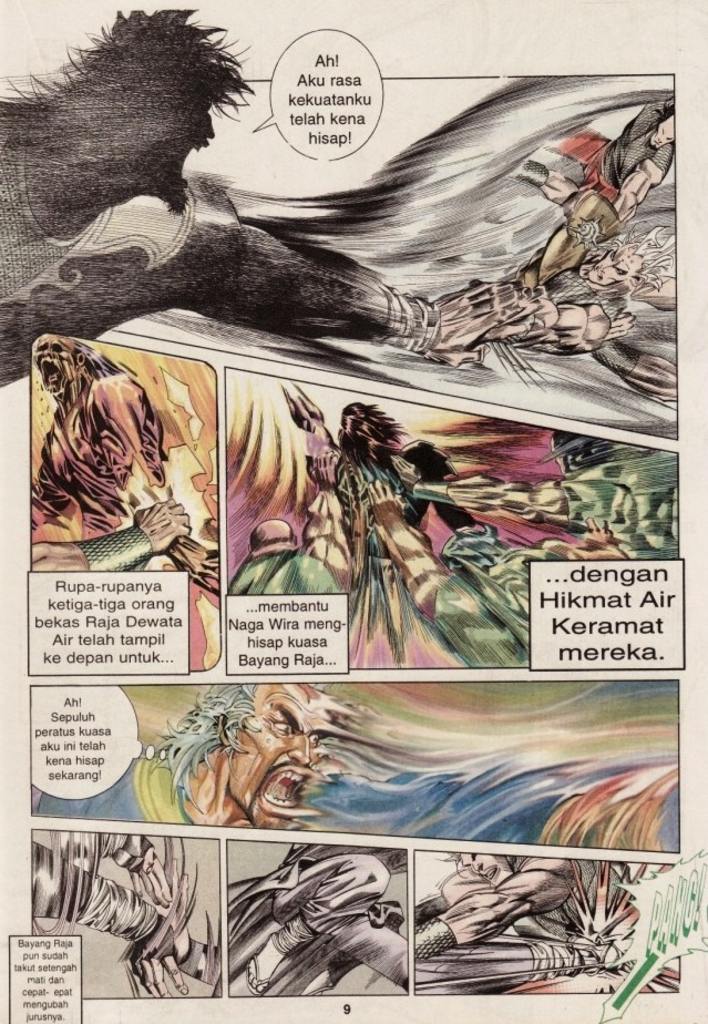 Ah!
Aku rasa
kekuatanku
telah kena
hisap!
Rupa-rupanya
ketiga-tiga orang
bekas Raja Dewata
Air telah tampil
ke depan untuk...
...membantu
Naga Wira meng-
hisap kuasa
Bayang Raja...
...dengan
Hikmat Air
Keramat
mereka.
Ah!
Sepuluh
peratus kuasa
aku ini telah
kena hisap
sekarang!
Bayang Raja
pun sudah
takut setengah
mati dan
cepat- epat
mengubah
jurusnya.
PANG!
9